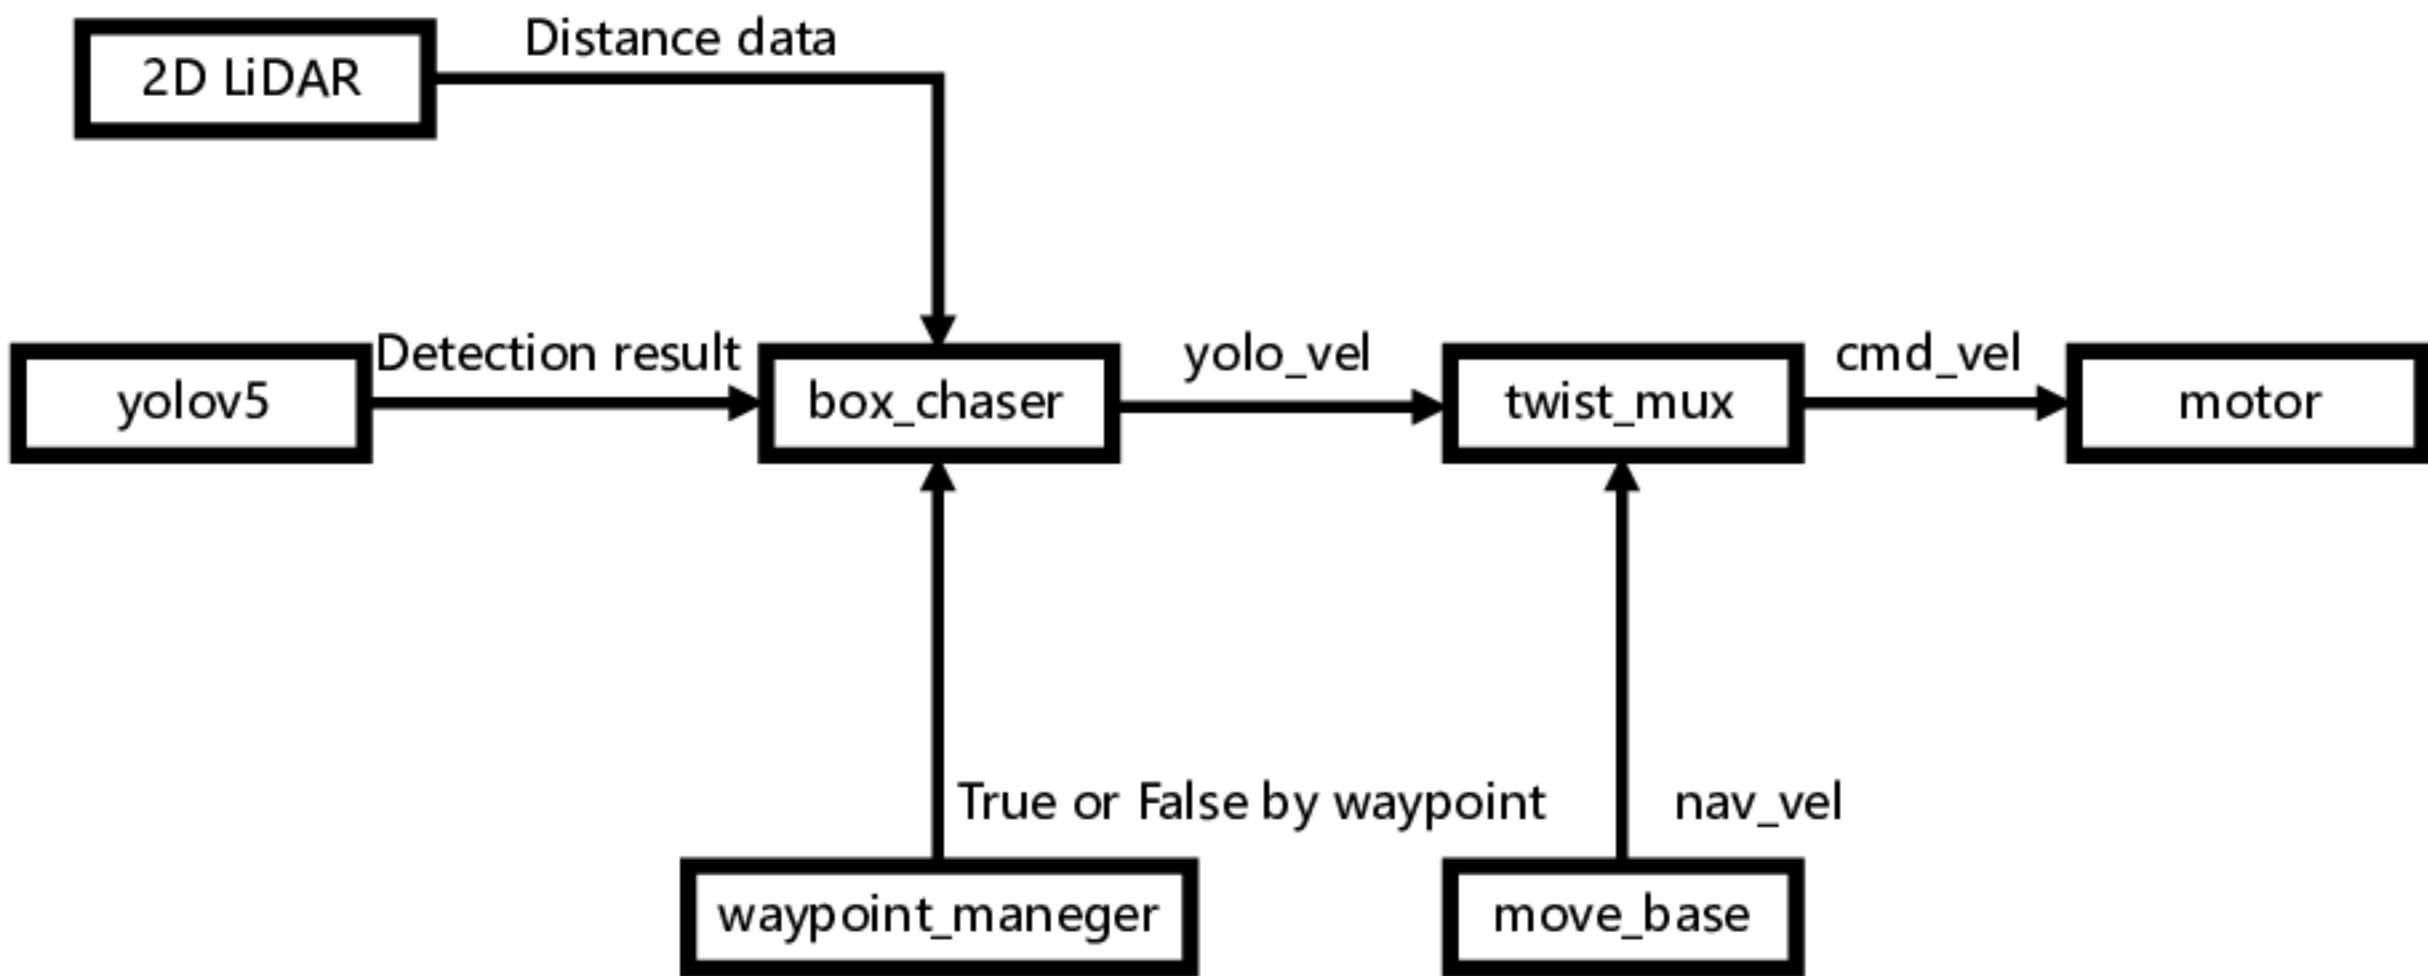 Distance data
2D LiDAR
Detection result
yolo_vel
cmd_vel
yolov5
box_chaser
twist_mux
motor
True or False by waypoint
nav_vel
waypoint_maneger
move_base